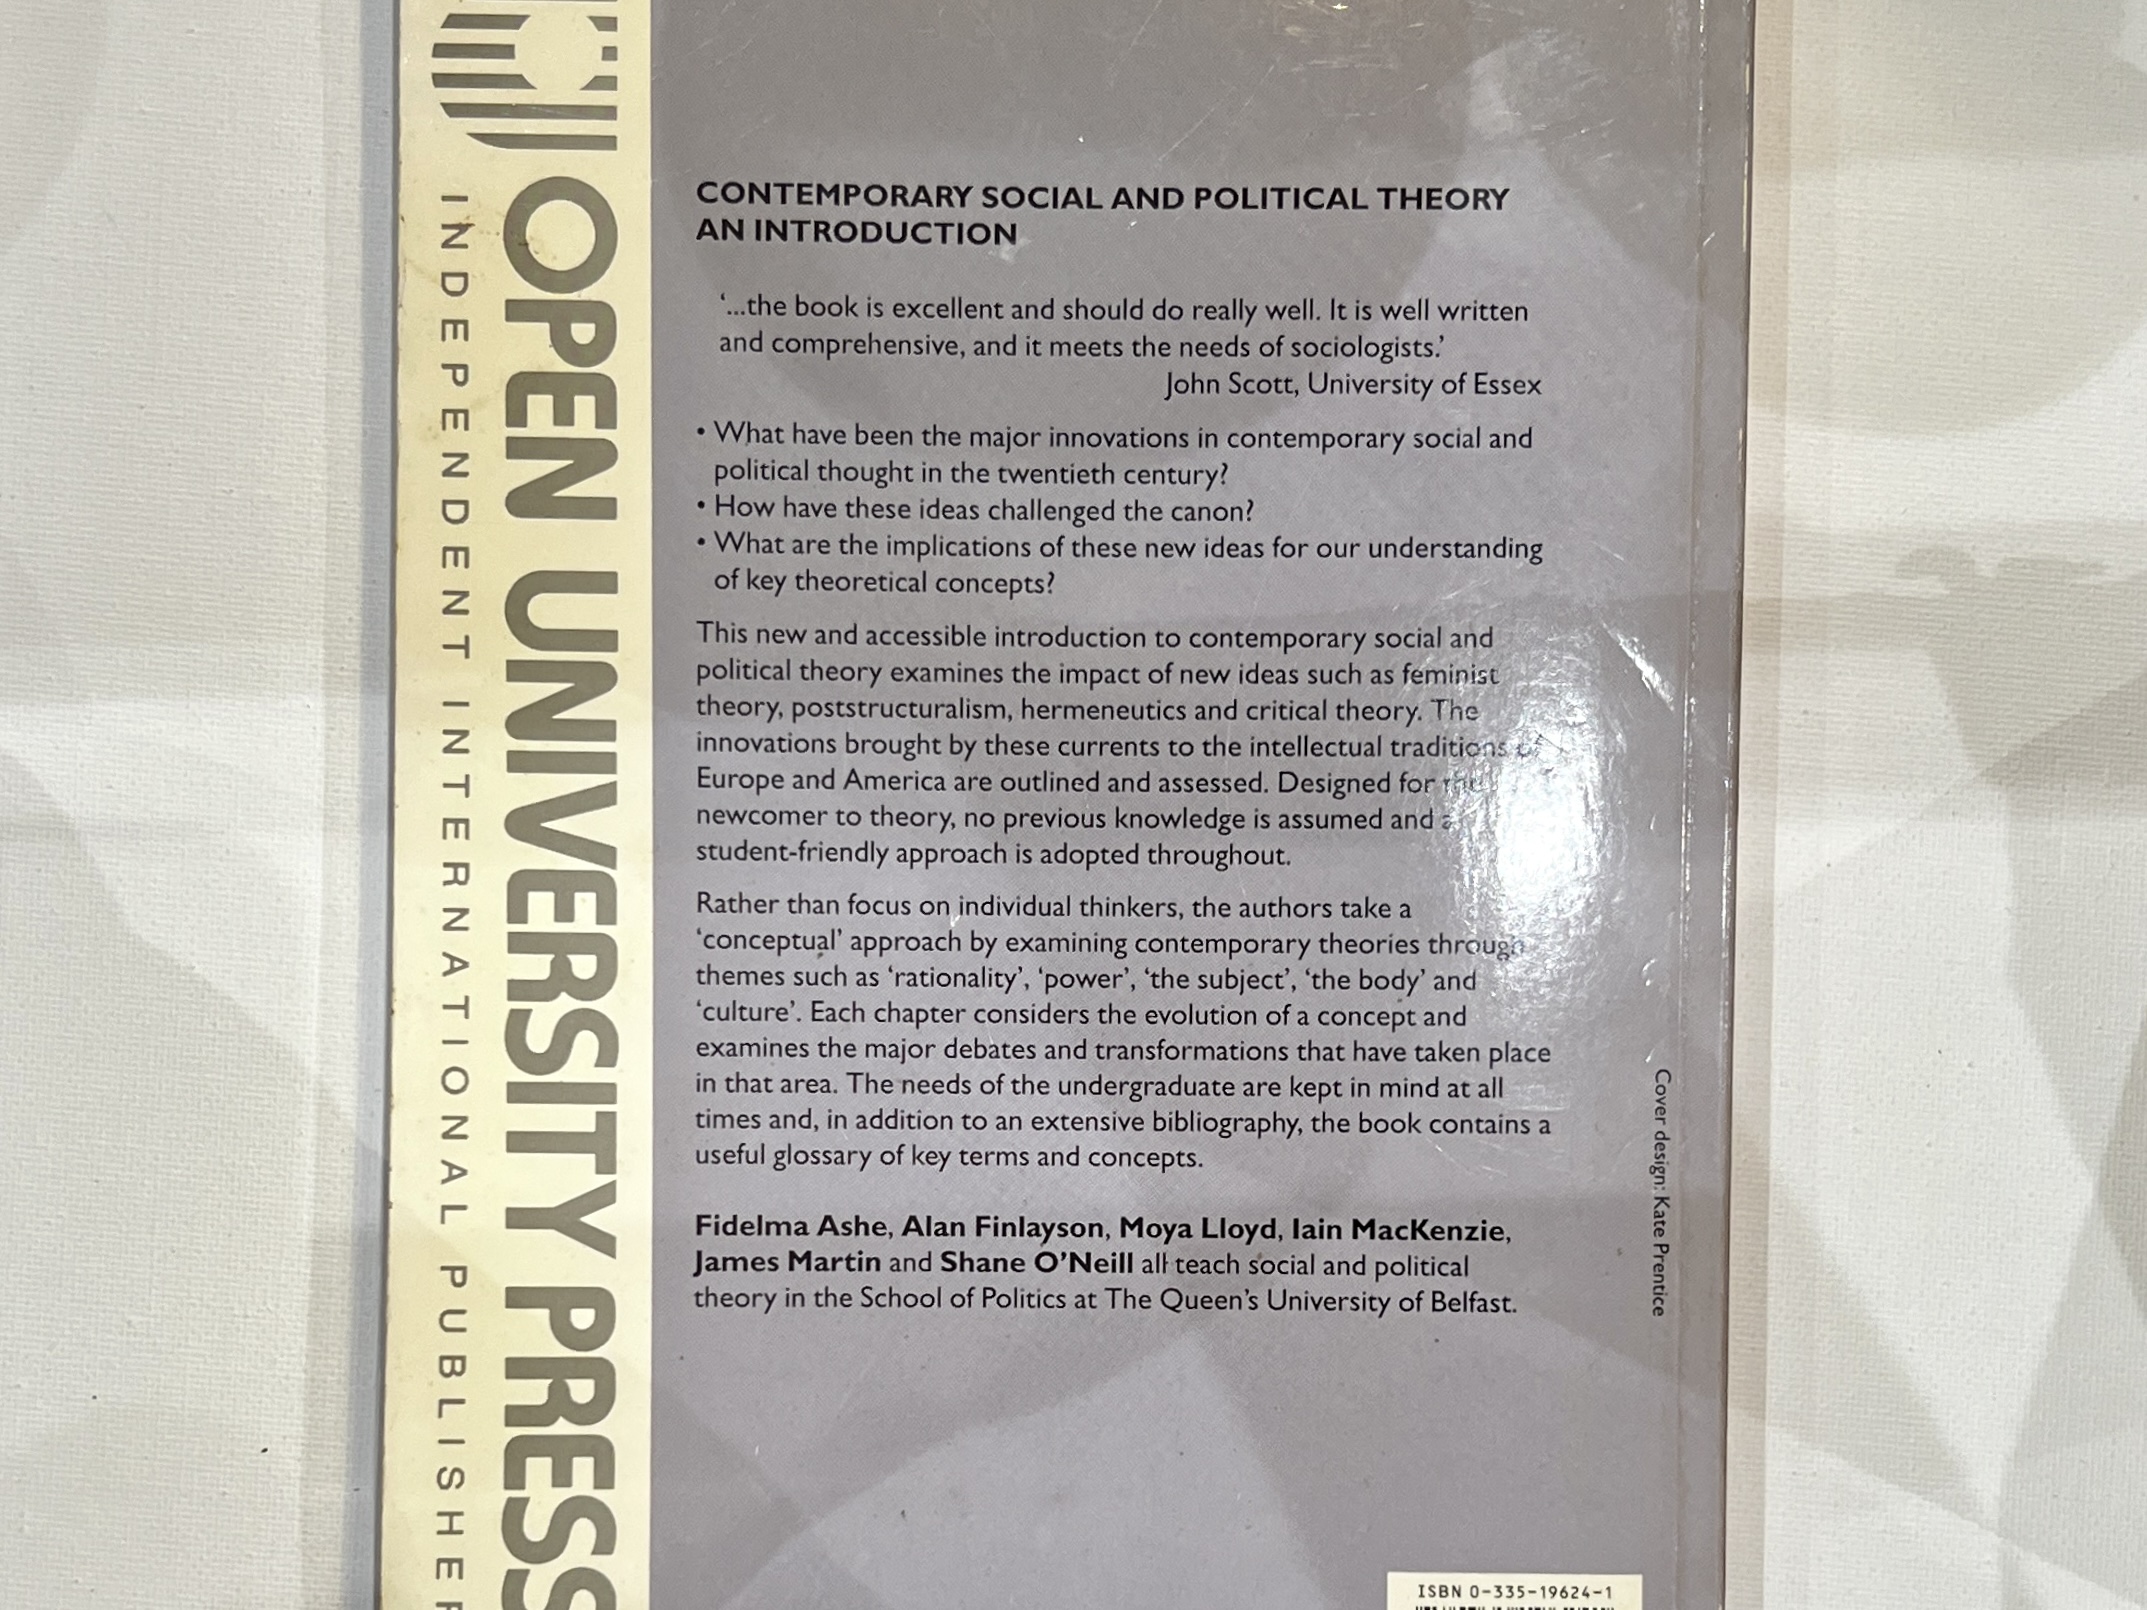 OPEN UNIVERSITY PRESS
INDEPENDENT INTERNATIONAL PUBLISHER
CONTEMPORARY SOCIAL AND POLITICAL THEORY
AN INTRODUCTION
‘...the book is excellent and should do really well. It is well written
and comprehensive, and it meets the needs of sociologists.’
John Scott, University of Essex
• What have been the major innovations in contemporary social and
political thought in the twentieth century?
• How have these ideas challenged the canon?
• What are the implications of these new ideas for our understanding
of key theoretical concepts?
This new and accessible introduction to contemporary social and
political theory examines the impact of new ideas such as feminist
theory, poststructuralism, hermeneutics and critical theory. The
innovations brought by these currents to the intellectual traditions of
Europe and America are outlined and assessed. Designed for the
newcomer to theory, no previous knowledge is assumed and a
student-friendly approach is adopted throughout.
Rather than focus on individual thinkers, the authors take a
‘conceptual’ approach by examining contemporary theories through
themes such as ‘rationality’, ‘power’, ‘the subject’, ‘the body’ and
‘culture’. Each chapter considers the evolution of a concept and
examines the major debates and transformations that have taken place
in that area. The needs of the undergraduate are kept in mind at all
times and, in addition to an extensive bibliography, the book contains a
useful glossary of key terms and concepts.
Fidelma Ashe, Alan Finlayson, Moya Lloyd, Iain MacKenzie,
James Martin and Shane O’Neill all teach social and political
theory in the School of Politics at The Queen’s University of Belfast.
Cover design: Kate Prentice
ISBN 0-335-19624-1